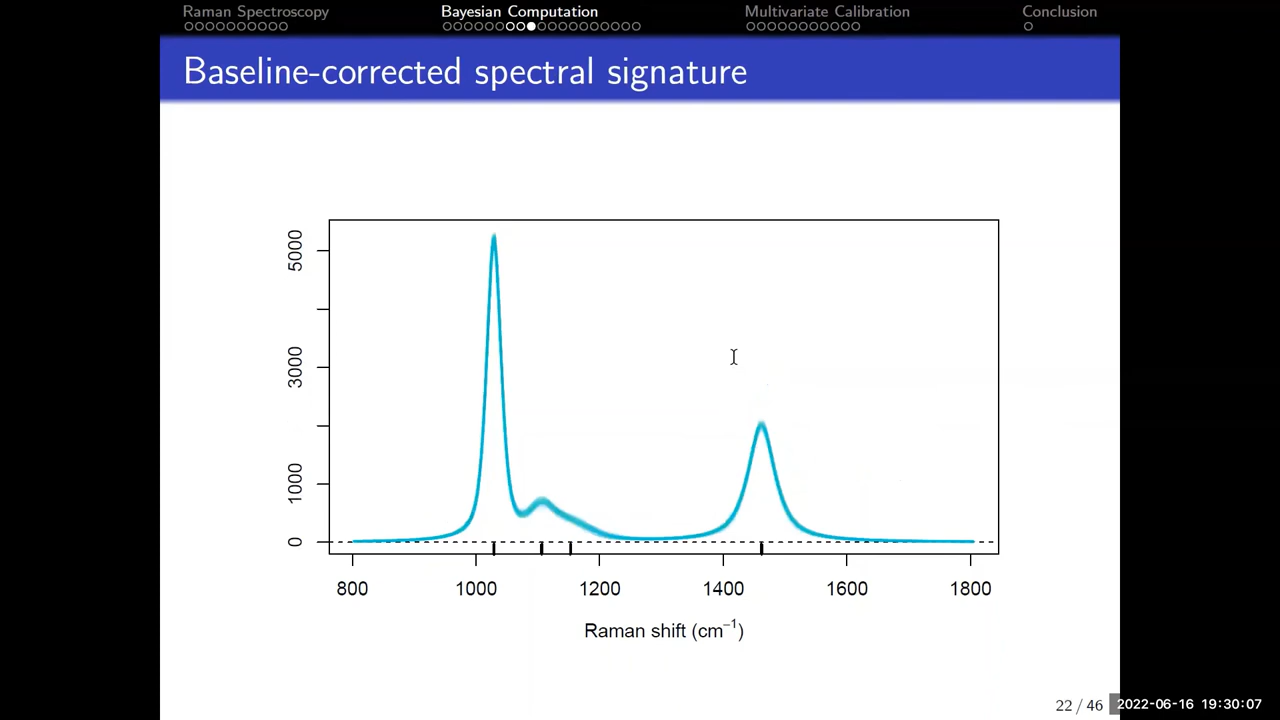 Raman Spectroscopy Bayesian Computation Multivariate Calibration Conclusion
Baseline-corrected spectral signature
5000
3000
1000
0
800 1000 1200 1400 1600 1800
Raman shift (cm⁻¹)
22 / 46 2022-06-16 19:30:07